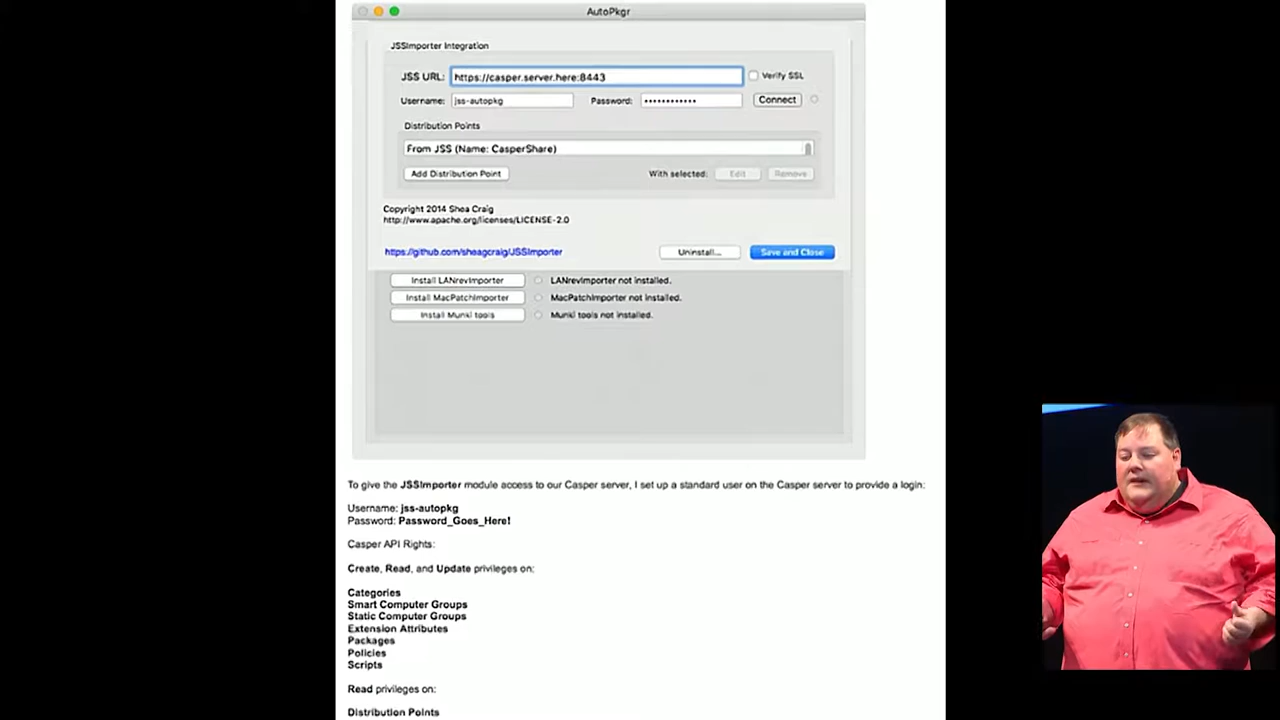 AutoPkgr
JSSImporter Integration
JSS URL: https://casper.server.here:8443 Verify SSL
Username: jss-autopkg Password: •••••••••••• Connect
Distribution Points
From JSS (Name: CasperShare)
Add Distribution Point With selected: Edit Remove
Copyright 2014 Shea Craig
http://www.apache.org/licenses/LICENSE-2.0
https://github.com/sheagcraig/JSSImporter Uninstall... Save and Close
Install LANrevImporter LANrevImporter not installed.
Install MacPatchImporter MacPatchImporter not installed.
Install Munki tools Munki tools not installed.
To give the JSSImporter module access to our Casper server, I set up a standard user on the Casper server to provide a login:
Username: jss-autopkg
Password: Password_Goes_Here!
Casper API Rights:
Create, Read, and Update privileges on:
Categories
Smart Computer Groups
Static Computer Groups
Extension Attributes
Packages
Policies
Scripts
Read privileges on:
Distribution Points